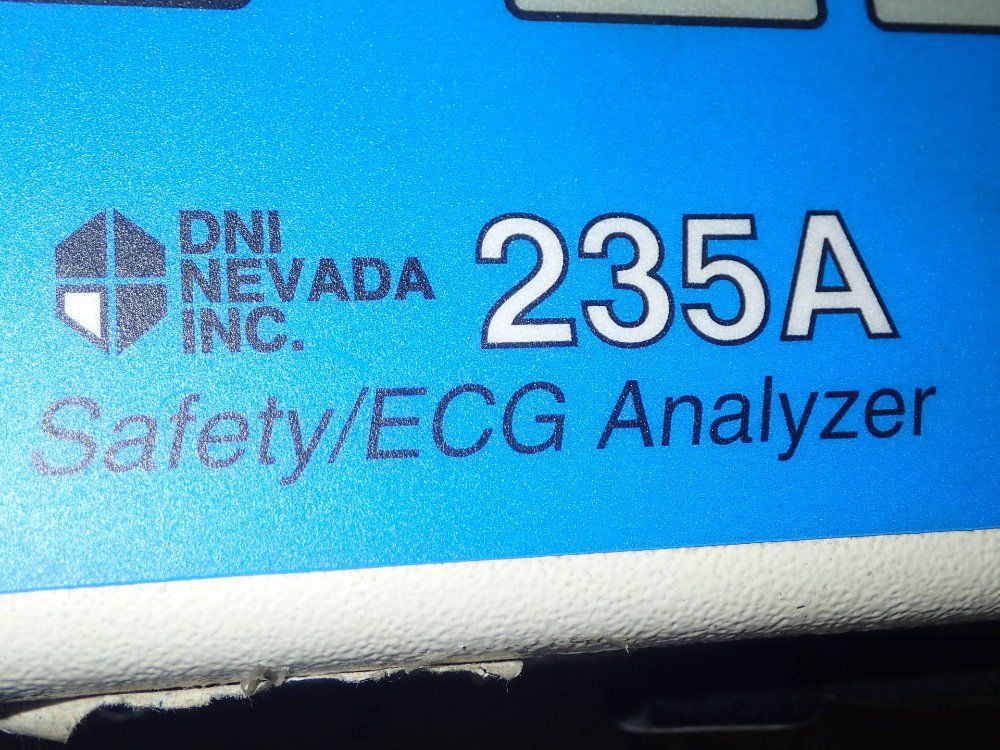 DNI
NEVADA
INC.
235A
Safety/ECG Analyzer